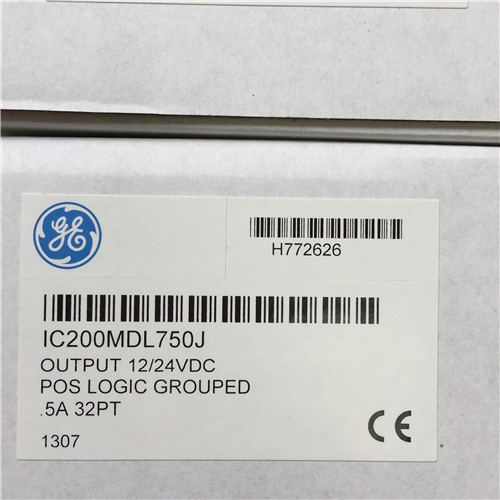 GE
H772626
IC200MDL750J
OUTPUT 12/24VDC
POS LOGIC GROUPED
.5A 32PT
1307
CE